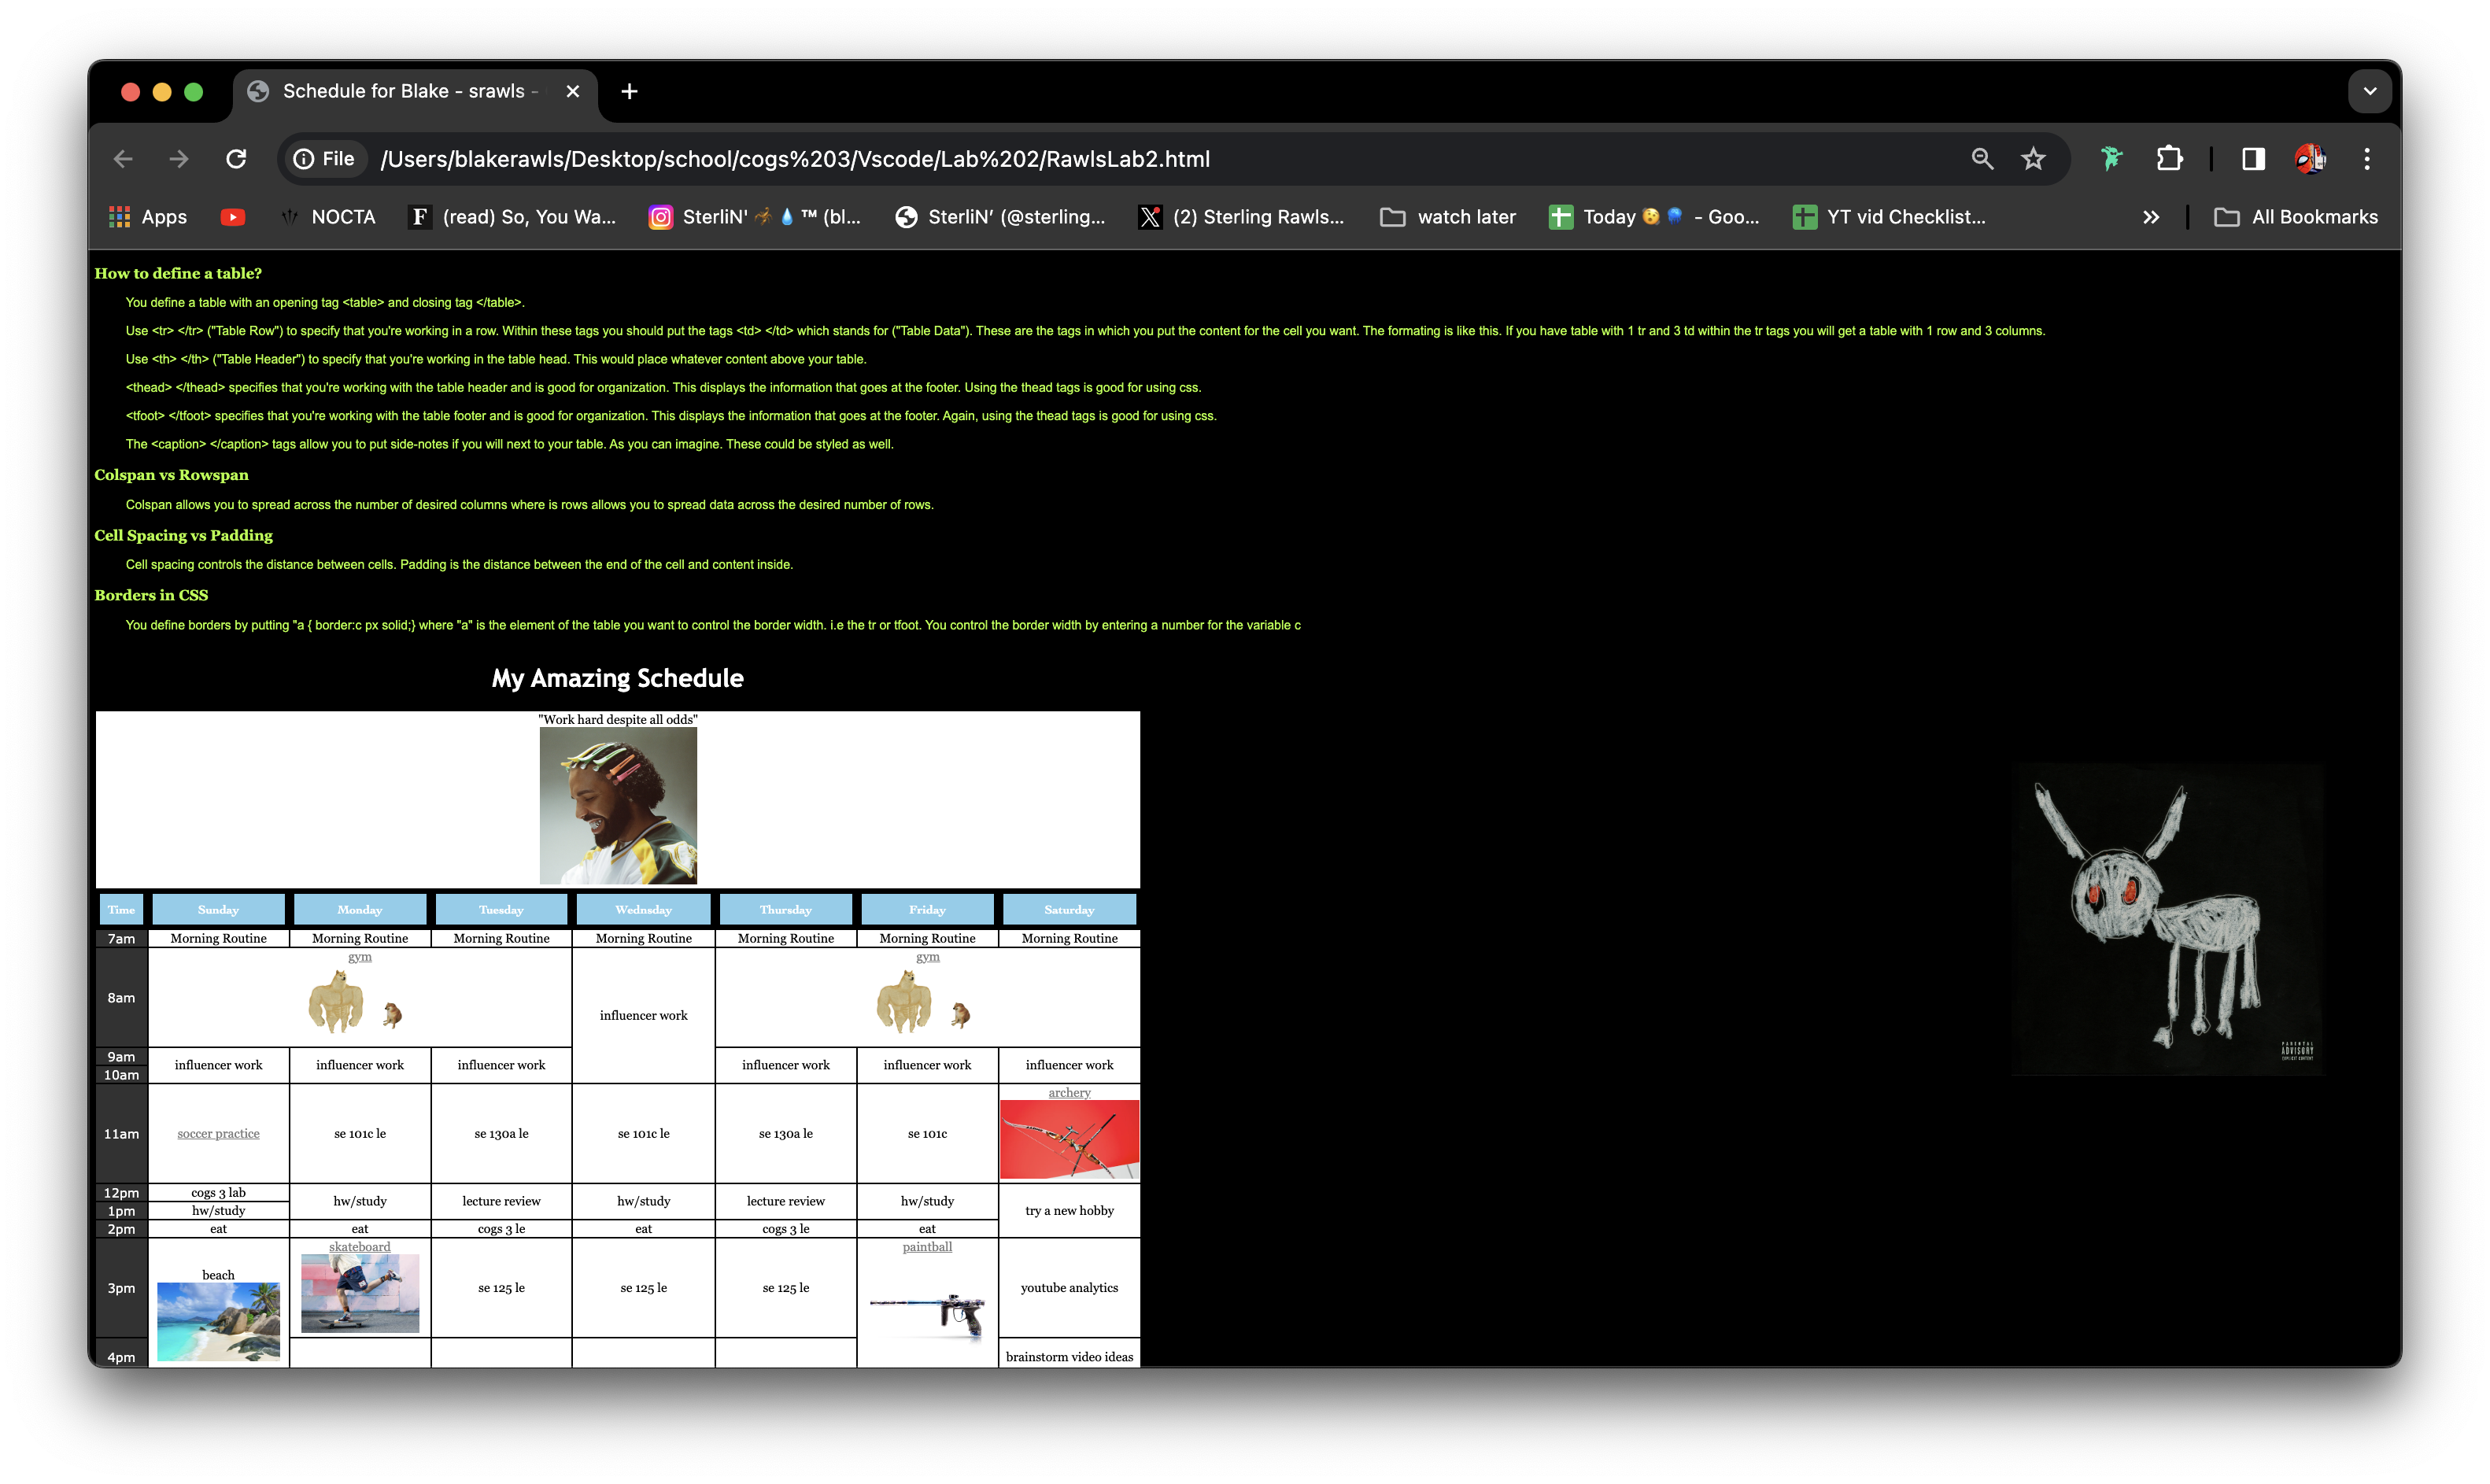 Schedule for Blake - srawls -
File /Users/blakerawls/Desktop/school/cogs%203/Vscode/Lab%202/RawlsLab2.html
Apps NOCTA F (read) So, You Wa... SterliN' 🦂💧™ (bl... SterliN’ (@sterling... (2) Sterling Rawls... watch later Today 🫨🪼 - Goo... YT vid Checklist... » All Bookmarks
How to define a table?
You define a table with an opening tag <table> and closing tag </table>.
Use <tr> </tr> ("Table Row") to specify that you're working in a row. Within these tags you should put the tags <td> </td> which stands for ("Table Data"). These are the tags in which you put the content for the cell you want. The formating is like this. If you have table with 1 tr and 3 td within the tr tags you will get a table with 1 row and 3 columns.
Use <th> </th> ("Table Header") to specify that you're working in the table head. This would place whatever content above your table.
<thead> </thead> specifies that you're working with the table header and is good for organization. This displays the information that goes at the footer. Using the thead tags is good for using css.
<tfoot> </tfoot> specifies that you're working with the table footer and is good for organization. This displays the information that goes at the footer. Again, using the thead tags is good for using css.
The <caption> </caption> tags allow you to put side-notes if you will next to your table. As you can imagine. These could be styled as well.
Colspan vs Rowspan
Colspan allows you to spread across the number of desired columns where is rows allows you to spread data across the desired number of rows.
Cell Spacing vs Padding
Cell spacing controls the distance between cells. Padding is the distance between the end of the cell and content inside.
Borders in CSS
You define borders by putting "a { border:c px solid;} where "a" is the element of the table you want to control the border width. i.e the tr or tfoot. You control the border width by entering a number for the variable c
My Amazing Schedule
"Work hard despite all odds"
Time Sunday Monday Tuesday Wednsday Thursday Friday Saturday
7am Morning Routine Morning Routine Morning Routine Morning Routine Morning Routine Morning Routine Morning Routine
gym gym
8am
influencer work
9am
influencer work influencer work influencer work influencer work influencer work influencer work
10am
archery
11am soccer practice se 101c le se 130a le se 101c le se 130a le se 101c
12pm cogs 3 lab
hw/study lecture review hw/study lecture review hw/study
1pm hw/study
try a new hobby
2pm eat eat cogs 3 le eat cogs 3 le eat
skateboard paintball
beach
3pm se 125 le se 125 le se 125 le youtube analytics
4pm brainstorm video ideas
PARENTAL
ADVISORY
EXPLICIT CONTENT